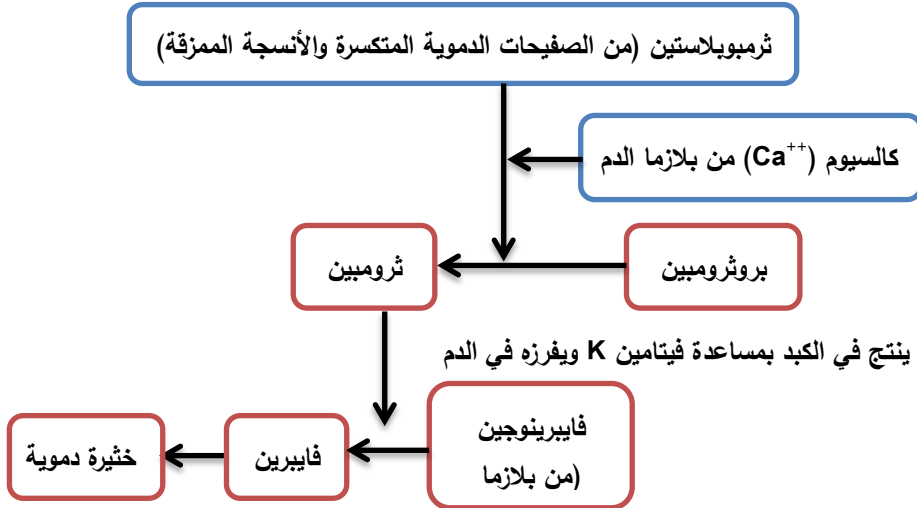 ثرمبوبلاستين (من الصفيحات الدموية المتكسرة والأنسجة الممزقة)
كالسيوم (Ca++) من بلازما الدم
بروثرومبين
ثرومبين
ينتج في الكبد بمساعدة فيتامين K ويفرزه في الدم
فايبرينوجين
(من بلازما
فايبرين
خثيرة دموية